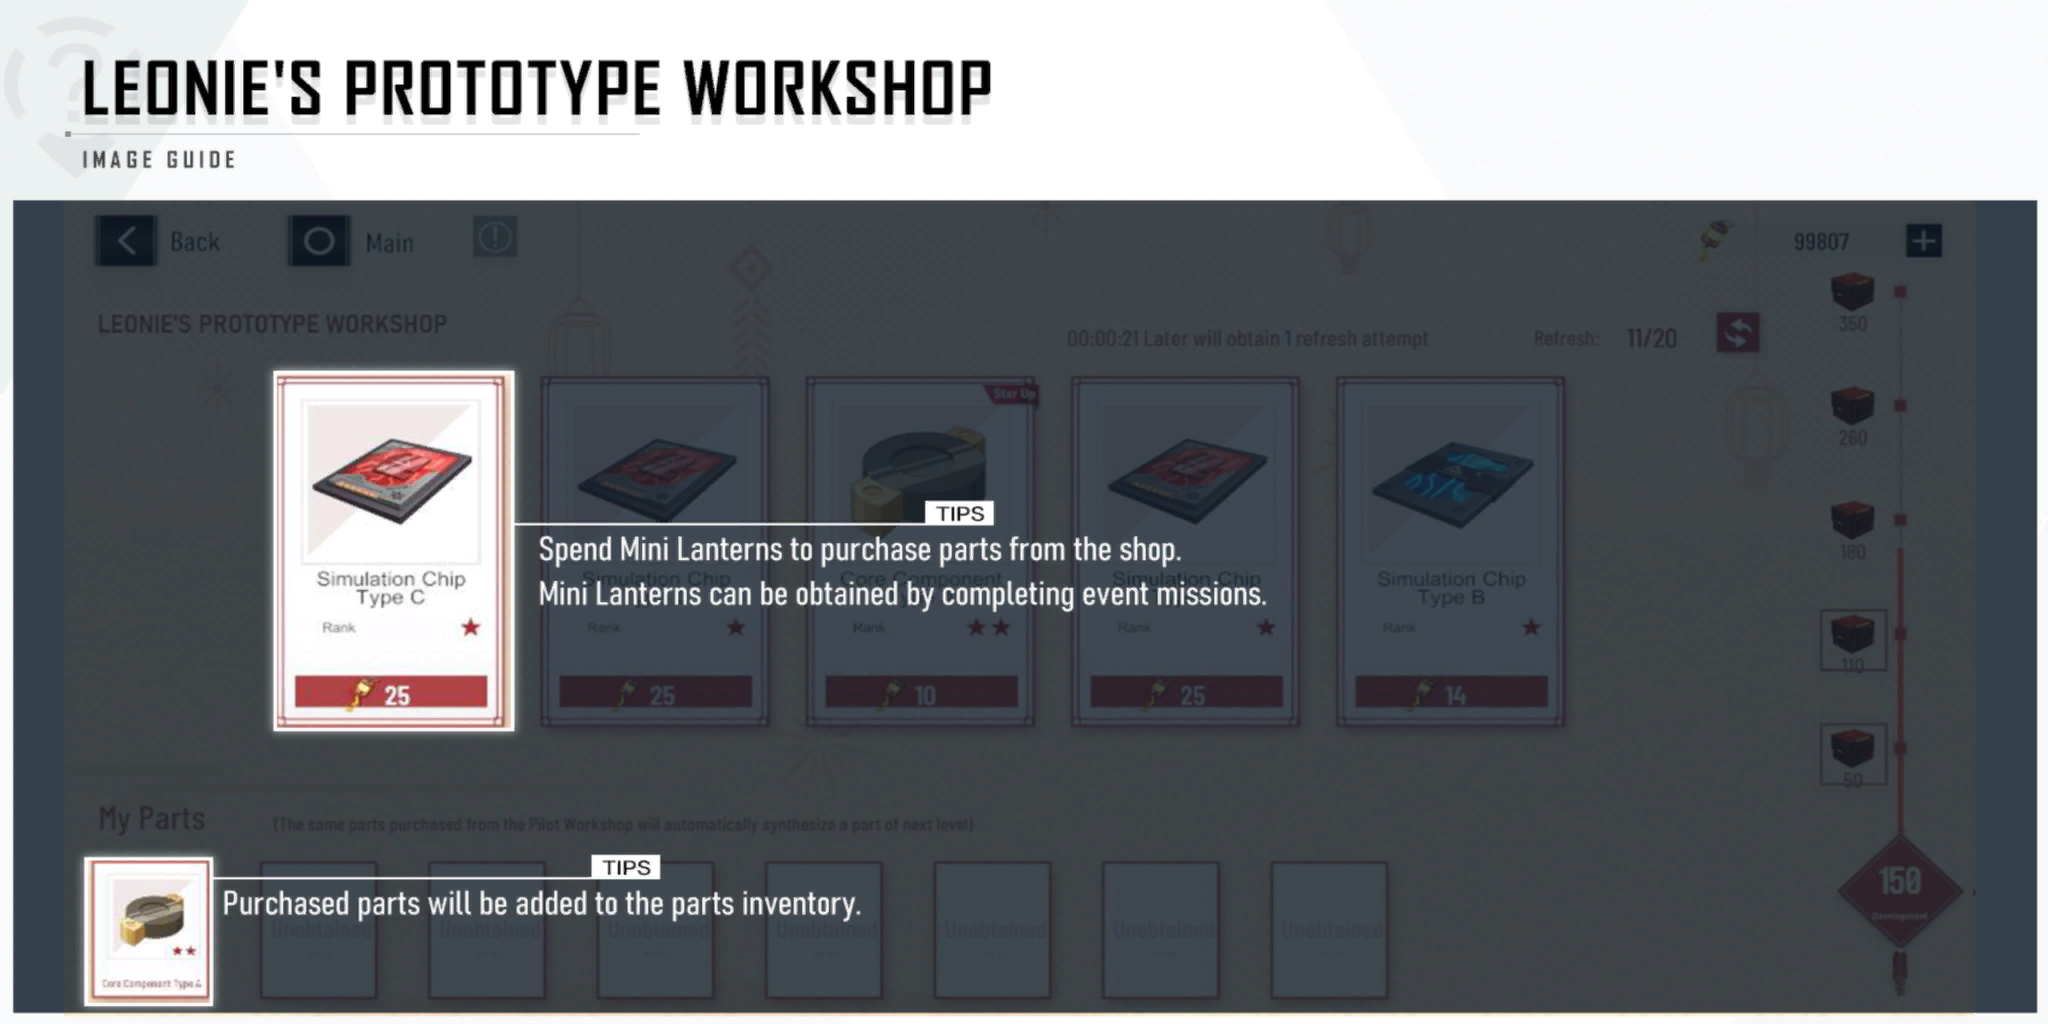 LEONIE'S PROTOTYPE WORKSHOP
IMAGE GUIDE
Back
Main
99807
LEONIE'S PROTOTYPE WORKSHOP
00:00:21 Later will obtain 1 refresh attempt
Refresh: 11/20
350
260
180
110
50
Star Up
TIPS
Spend Mini Lanterns to purchase parts from the shop.
Mini Lanterns can be obtained by completing event missions.
Simulation Chip
Type C
Rank
25
Simulation Chip
Rank
25
Core Component
Rank
10
Simulation Chip
Rank
25
Simulation Chip
Type B
Rank
14
My Parts
(The same parts purchased from the Pilot Workshop will automatically synthesize a part of next level)
TIPS
Purchased parts will be added to the parts inventory.
Core Component Type A
Unobtained
Unobtained
Unobtained
Unobtained
Unobtained
Unobtained
Unobtained
150
Development